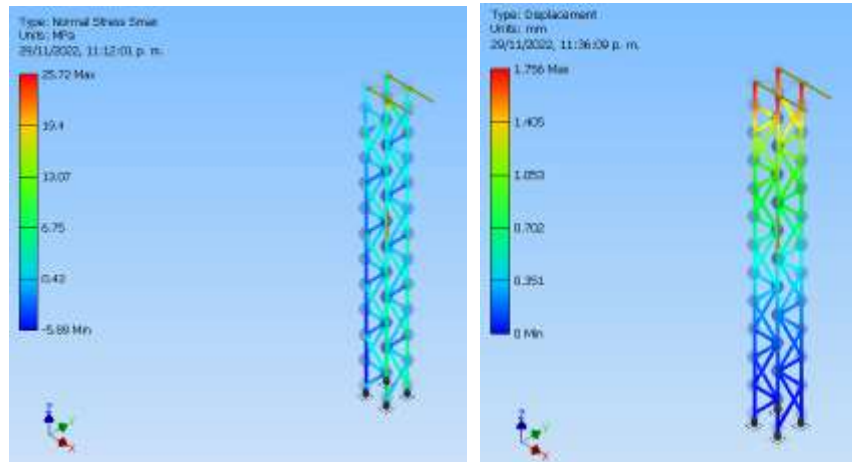 Type: Normal Stress Smax
Units: MPa
29/11/2022, 11:12:01 p. m.
25.72 Max
19.4
13.07
6.75
0.42
-5.89 Min
Z
Y
X
Type: Displacement
Units: mm
29/11/2022, 11:36:09 p. m.
1.756 Max
1.405
1.053
0.702
0.351
0 Min
Z
Y
X